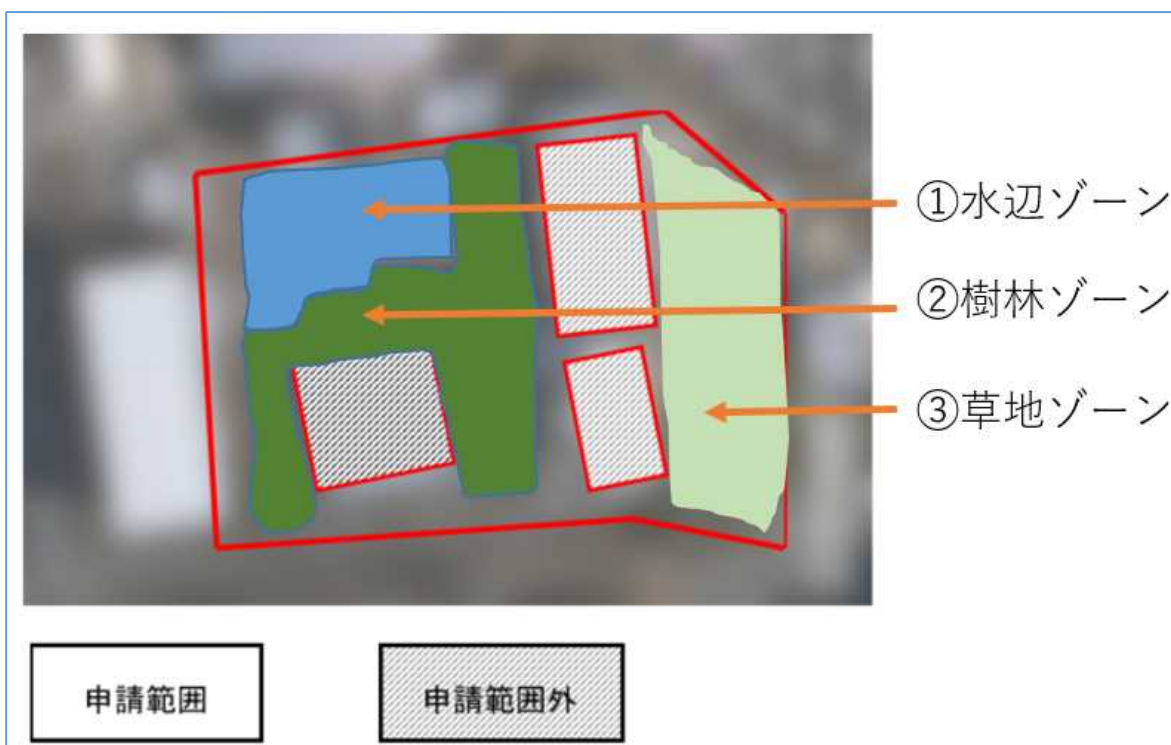 ①水辺ゾーン
②樹林ゾーン
③草地ゾーン
申請範囲
申請範囲外